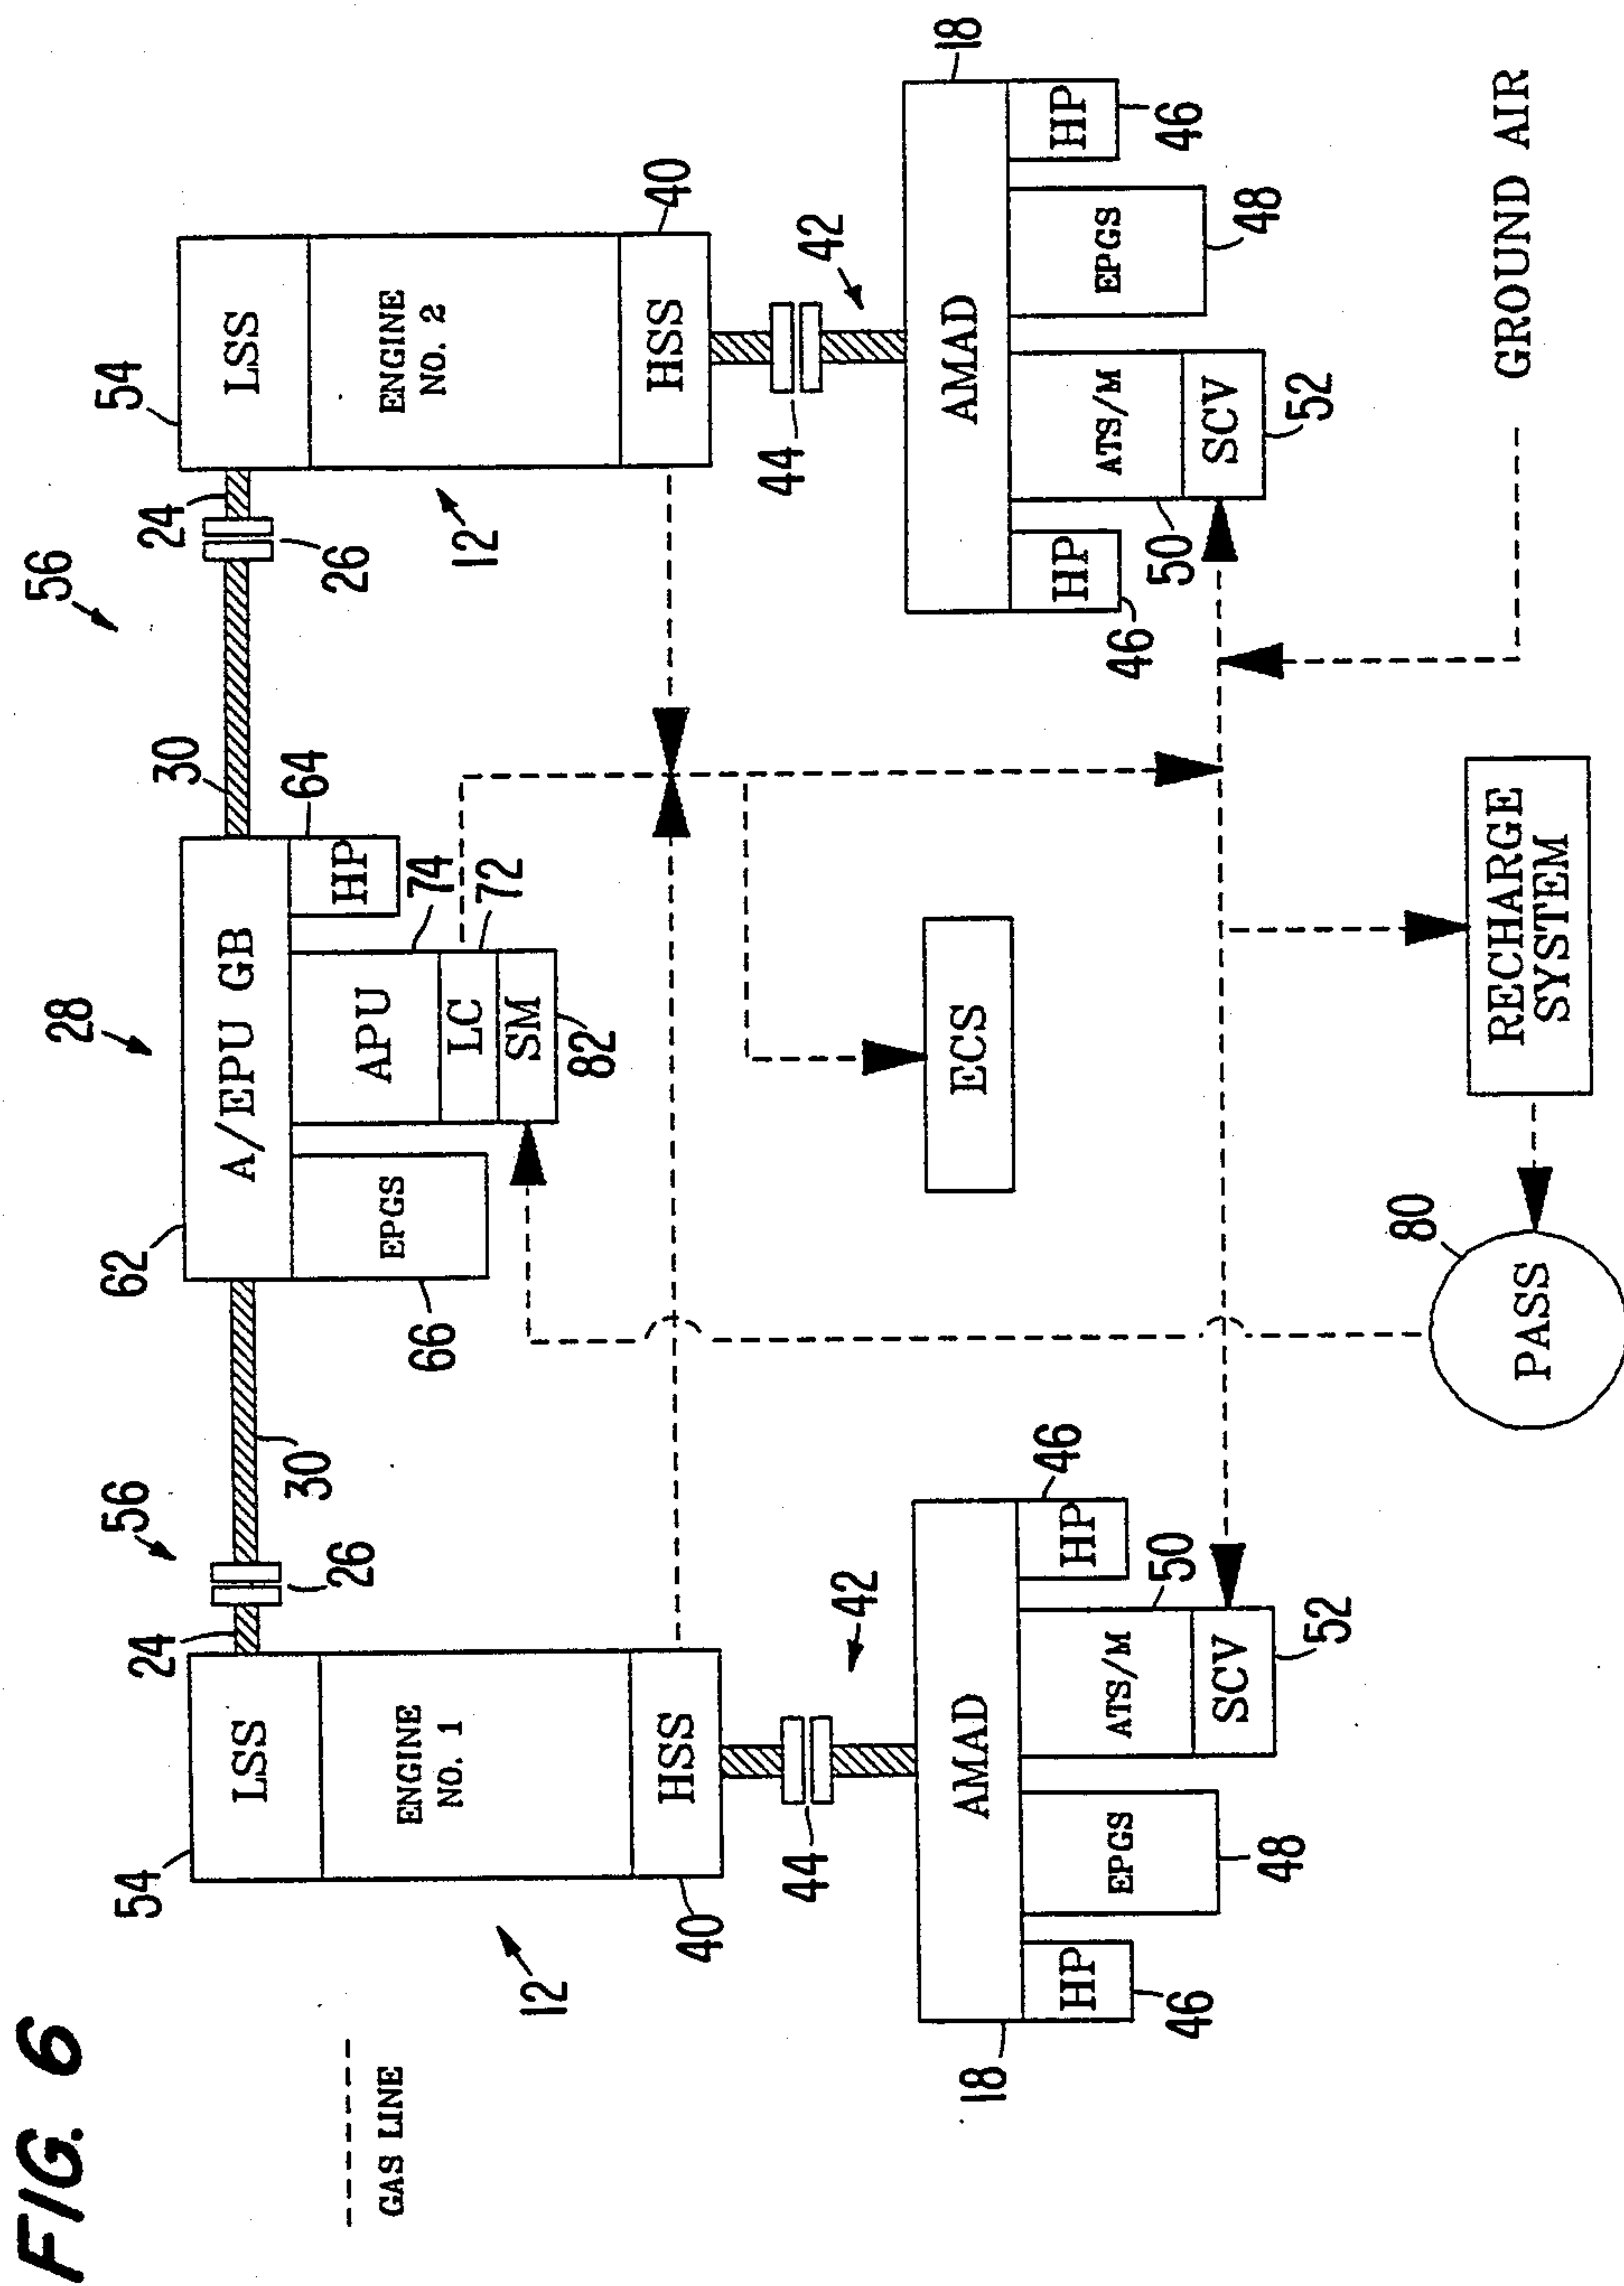 FIG. 6
GAS LINE
56
56
28
54
24
26
30
62
30
64
24
26
54
LSS
A/EPU GB
LSS
ENGINE
NO. 1
EPGS
APU
HP
ENGINE
NO. 2
66
74
LC
72
SM
82
12
12
HSS
HSS
40
40
44
42
44
42
18
AMAD
ECS
AMAD
18
HP
EPGS
ATS/M
HP
HP
ATS/M
EPGS
HP
46
48
50
46
46
50
48
46
SCV
SCV
52
52
80
PASS
RECHARGE
SYSTEM
GROUND AIR